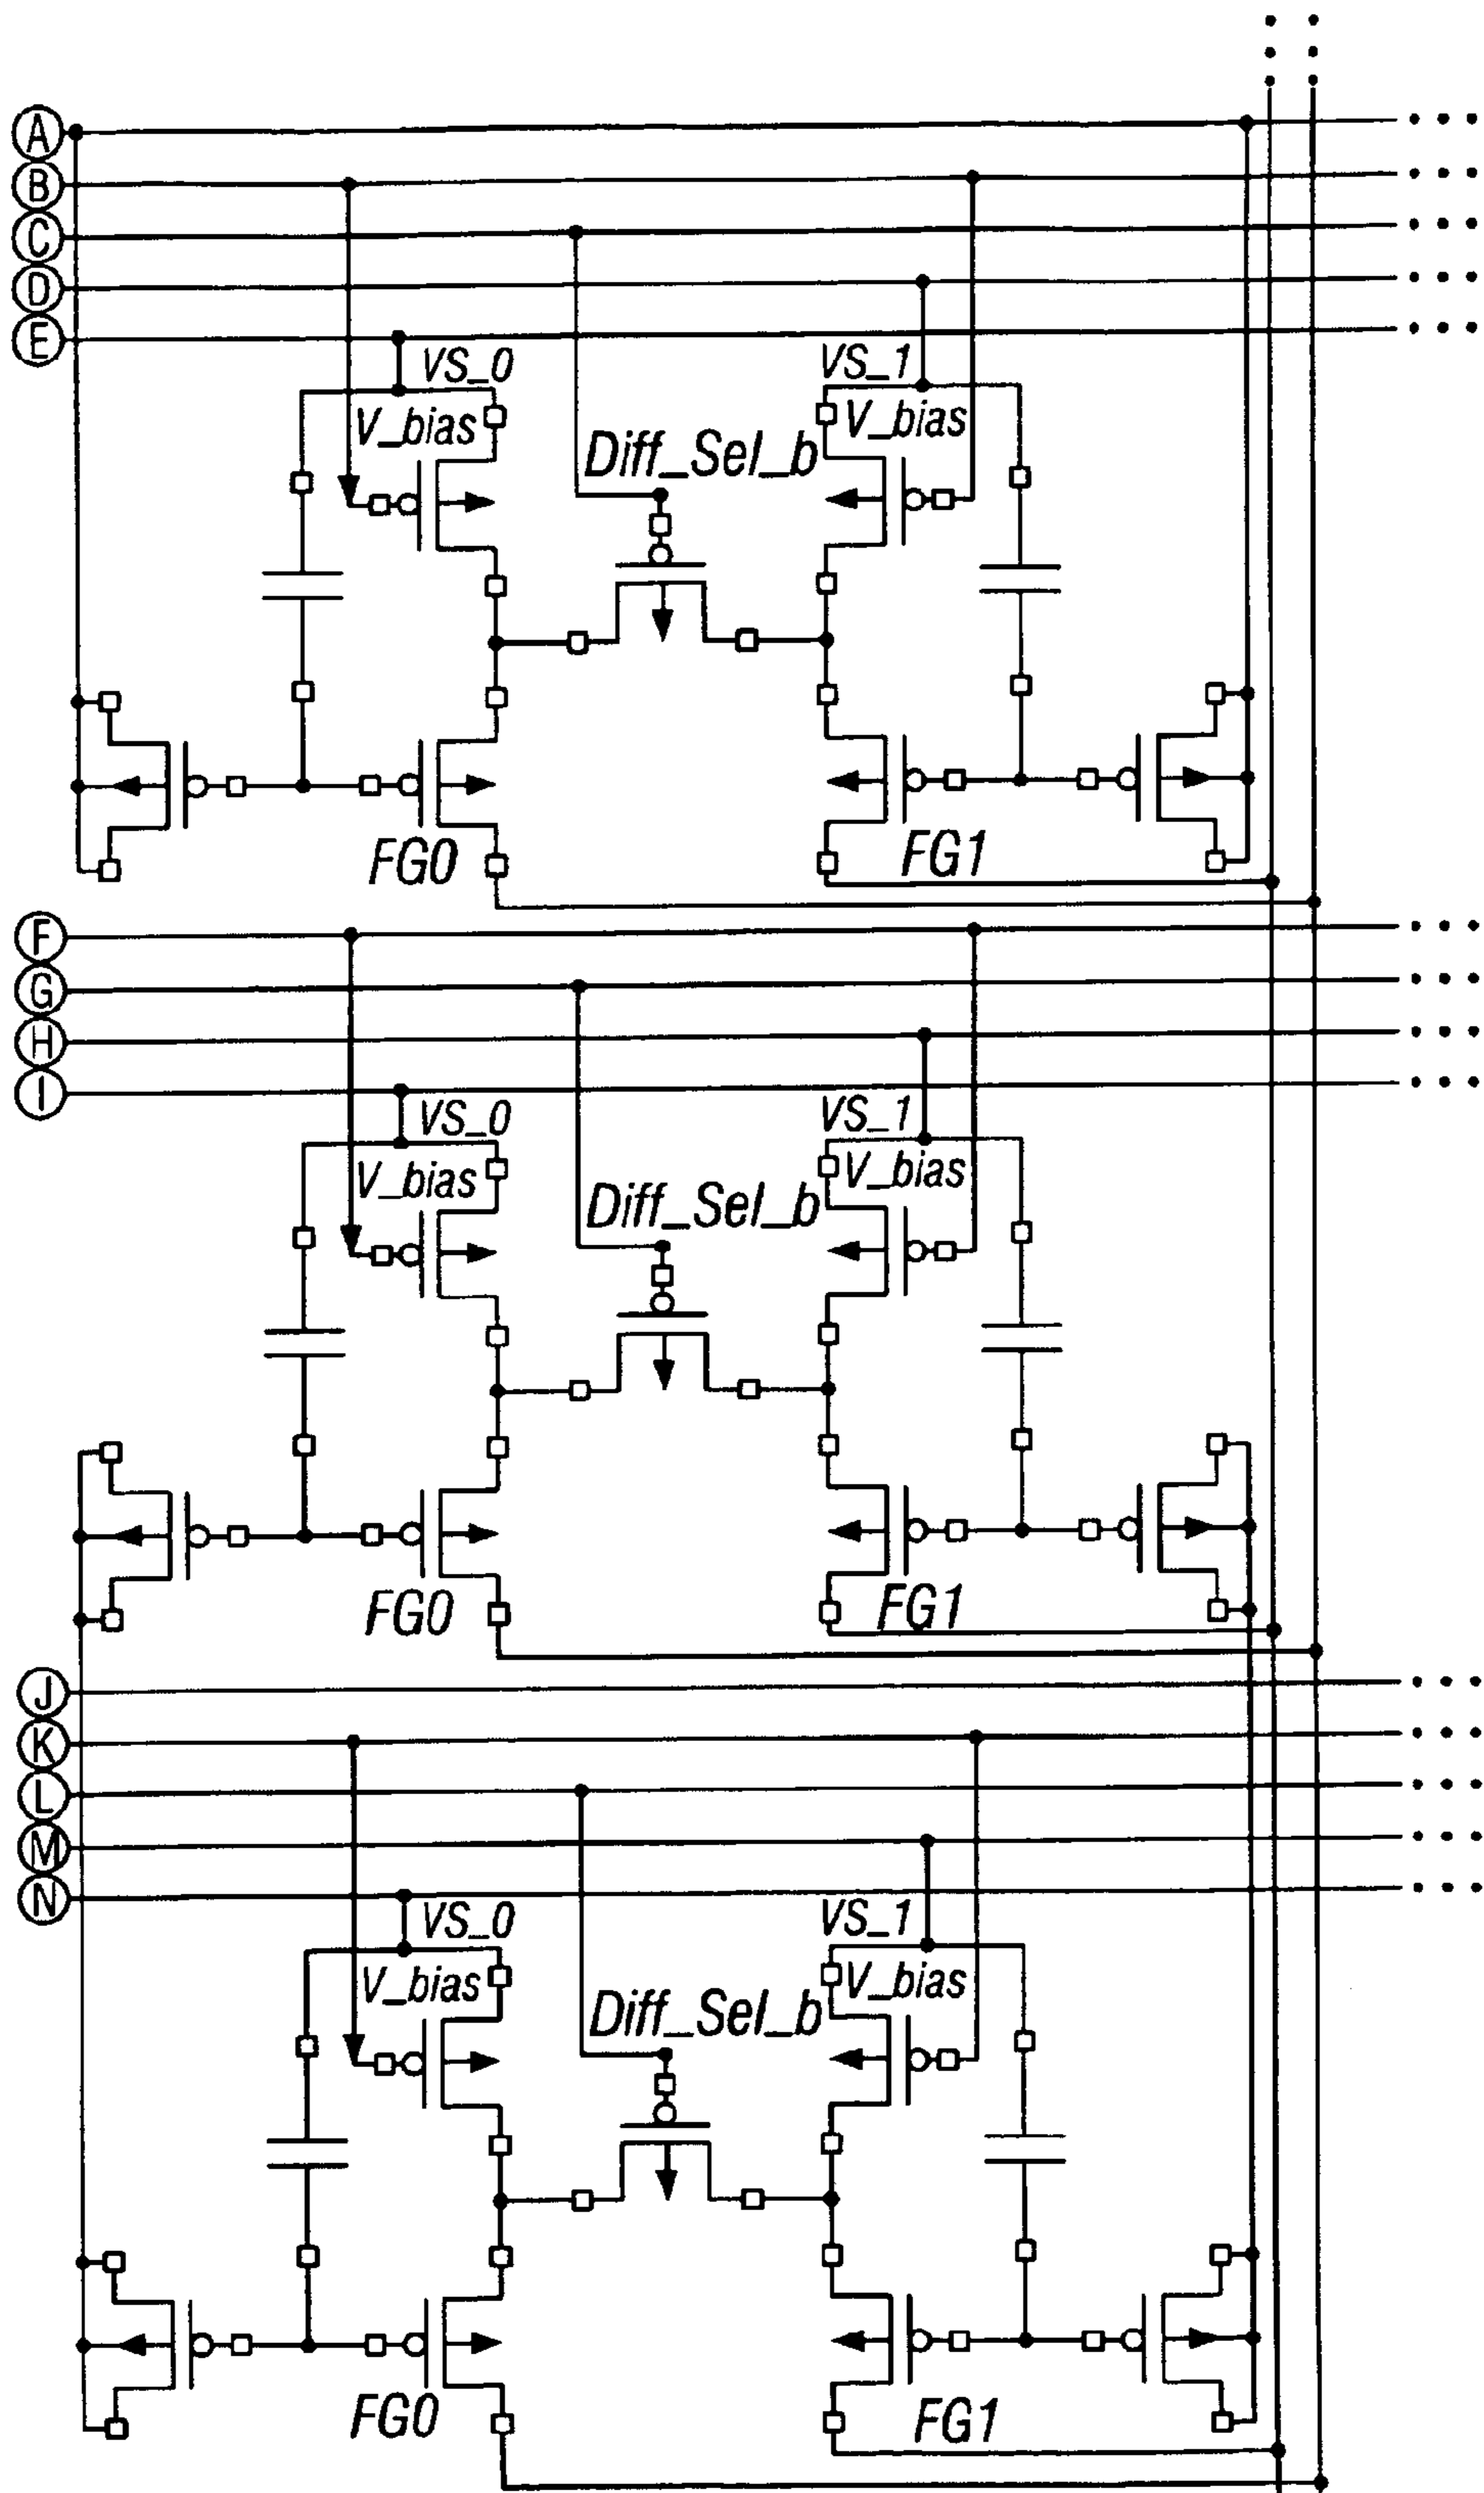 A
B
C
D
E
VS_0
VS_1
V_bias
V_bias
Diff_Sel_b
FG0
FG1
F
G
H
I
VS_0
VS_1
V_bias
V_bias
Diff_Sel_b
FG0
FG1
J
K
L
M
N
VS_0
VS_1
V_bias
V_bias
Diff_Sel_b
FG0
FG1